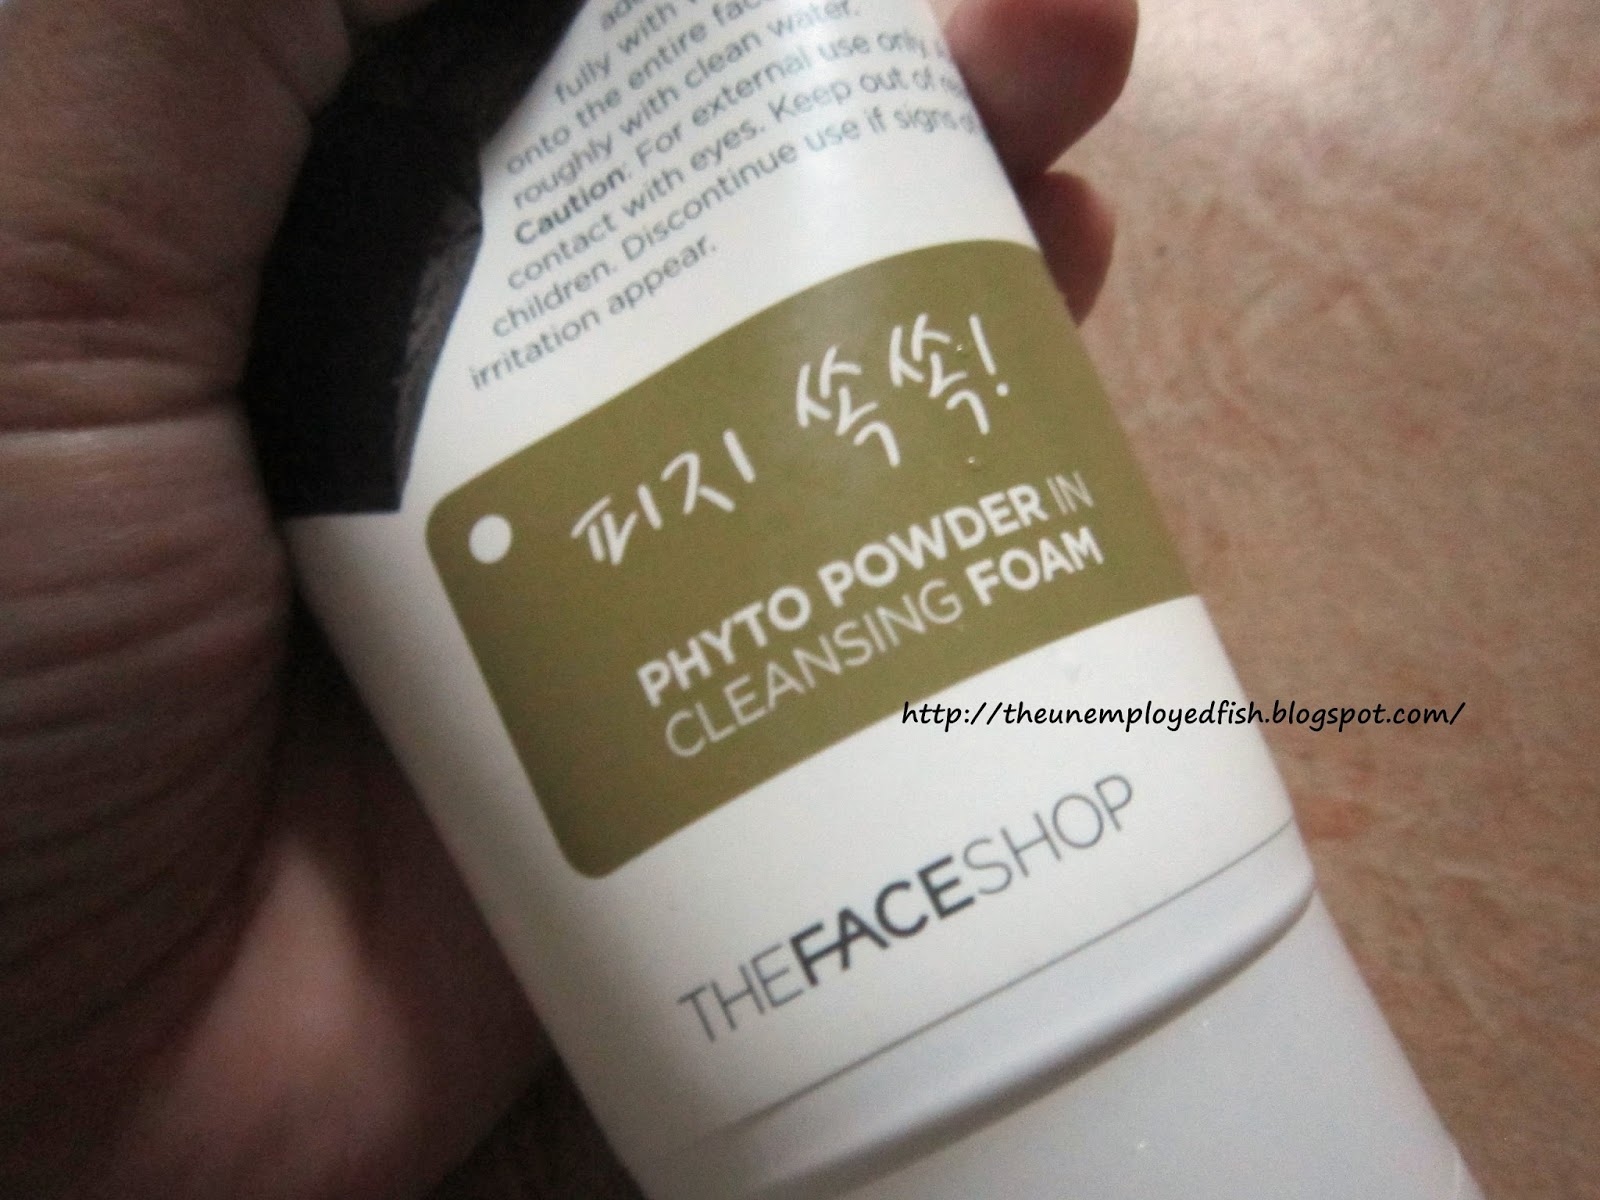 fully with
onto the entire fac
roughly with clean water.
Caution: For external use only.
contact with eyes. Keep out of
children. Discontinue use if signs of
irritation appear.
피지 쏙쏙!
PHYTO POWDER IN
CLEANSING FOAM
http://theunemployedfish.blogspot.com/
THEFACESHOP